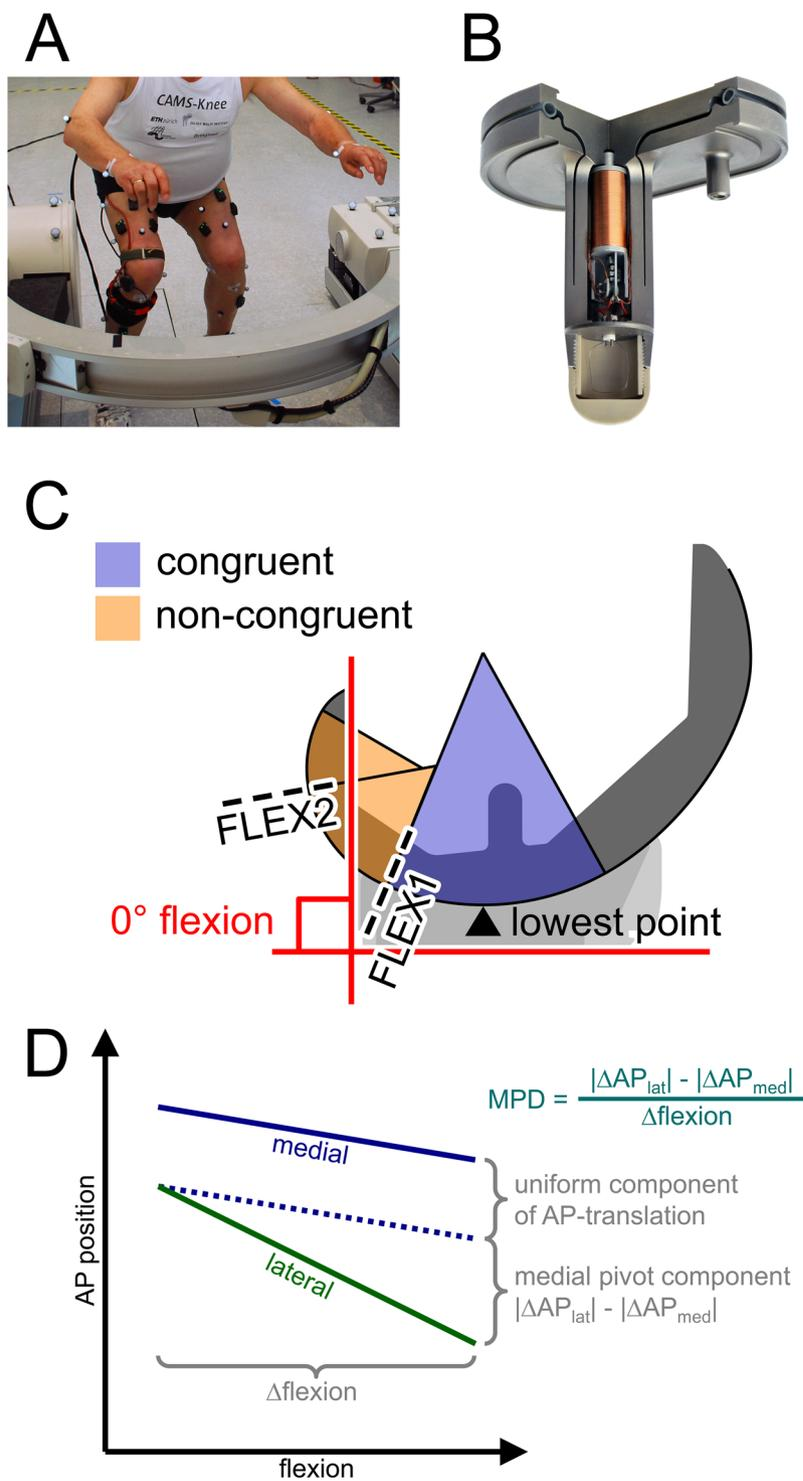 A
B
CAMS-Knee
ETH zürich
C
congruent
non-congruent
FLEX2
FLEX1
0° flexion
lowest point
D
MPD = |ΔAPlat| - |ΔAPmed|
Δflexion
medial
uniform component
of AP-translation
AP position
lateral
medial pivot component
|ΔAPlat| - |ΔAPmed|
Δflexion
flexion